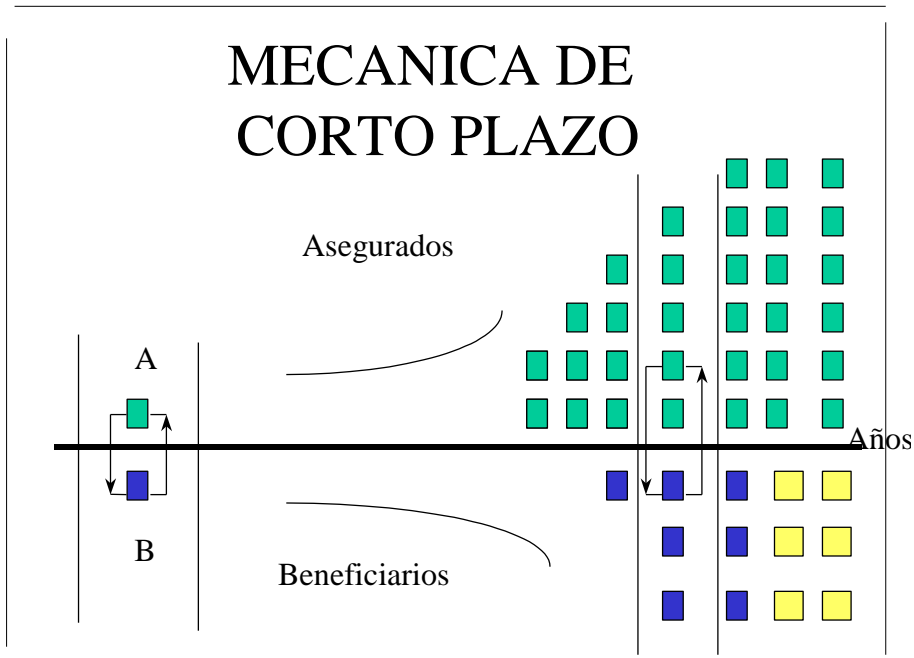 MECANICA DE
CORTO PLAZO
Asegurados
A
Años
B
Beneficiarios